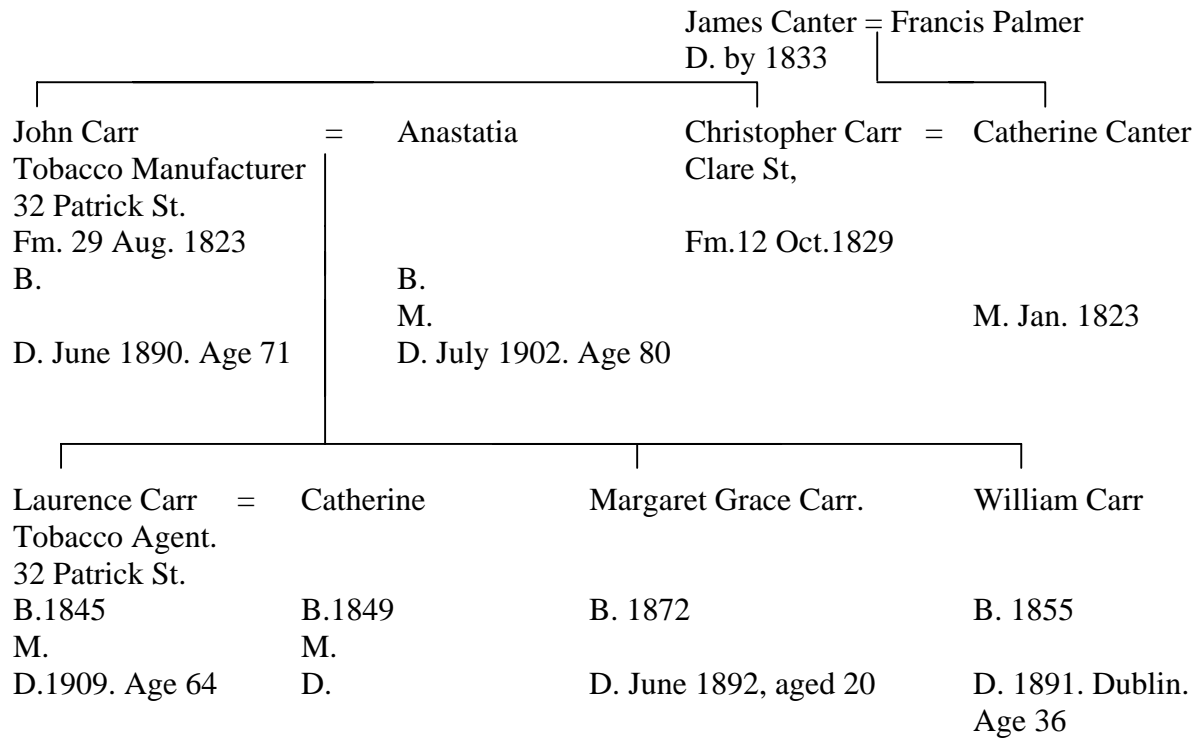 James Canter = Francis Palmer
D. by 1833
John Carr = Anastatia Christopher Carr = Catherine Canter
Tobacco Manufacturer Clare St,
32 Patrick St.
Fm. 29 Aug. 1823 Fm.12 Oct.1829
B. B.
M. M. Jan. 1823
D. June 1890. Age 71 D. July 1902. Age 80
Laurence Carr = Catherine Margaret Grace Carr. William Carr
Tobacco Agent.
32 Patrick St.
B.1845 B.1849 B. 1872 B. 1855
M. M.
D.1909. Age 64 D. D. June 1892, aged 20 D. 1891. Dublin.
Age 36